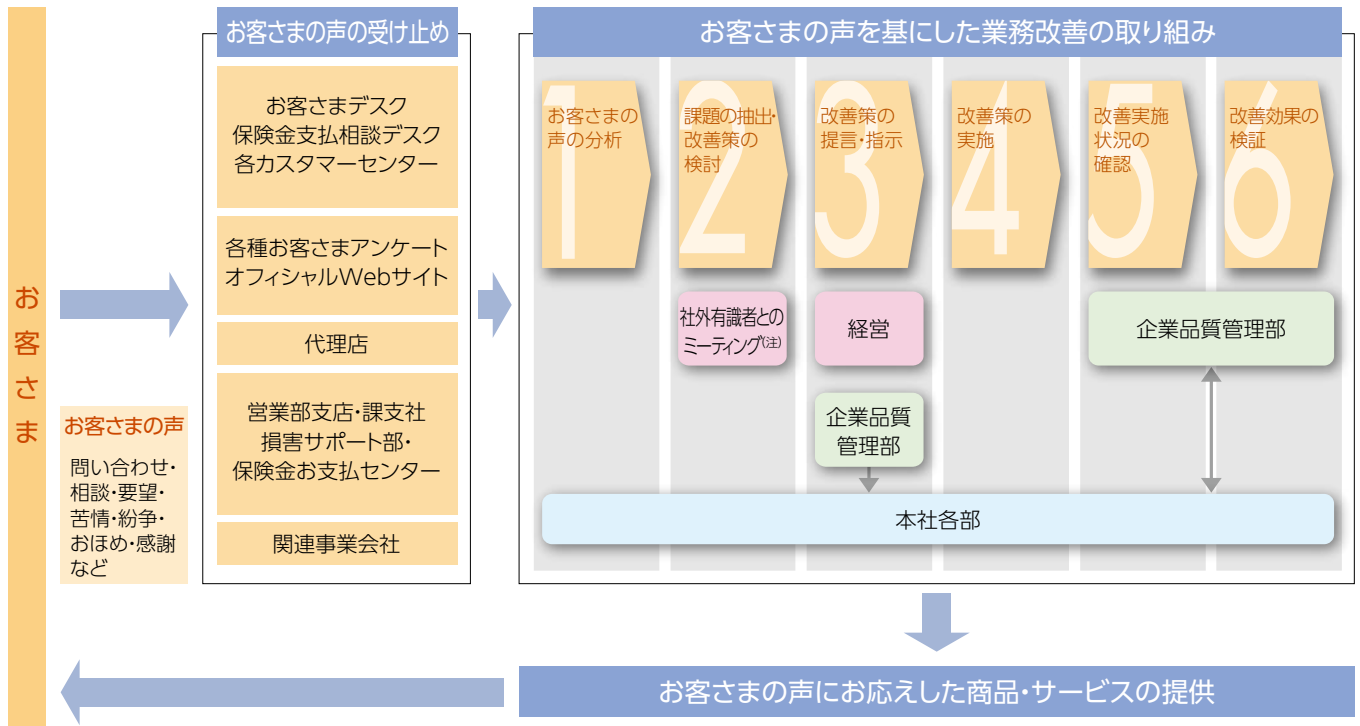 お客さま
お客さまの声
問い合わせ・
相談・要望・
苦情・紛争・
おほめ・感謝
など
お客さまの声の受け止め
お客さまデスク
保険金支払相談デスク
各カスタマーセンター
各種お客さまアンケート
オフィシャルWebサイト
代理店
営業部支店・課支社
損害サポート部・
保険金お支払センター
関連事業会社
お客さまの声を基にした業務改善の取り組み
1
お客さまの
声の分析
2
課題の抽出・
改善策の
検討
3
改善策の
提言・指示
4
改善策の
実施
5
改善実施
状況の
確認
6
改善効果の
検証
社外有識者との
ミーティング(注)
経営
企業品質
管理部
企業品質管理部
本社各部
お客さまの声にお応えした商品・サービスの提供